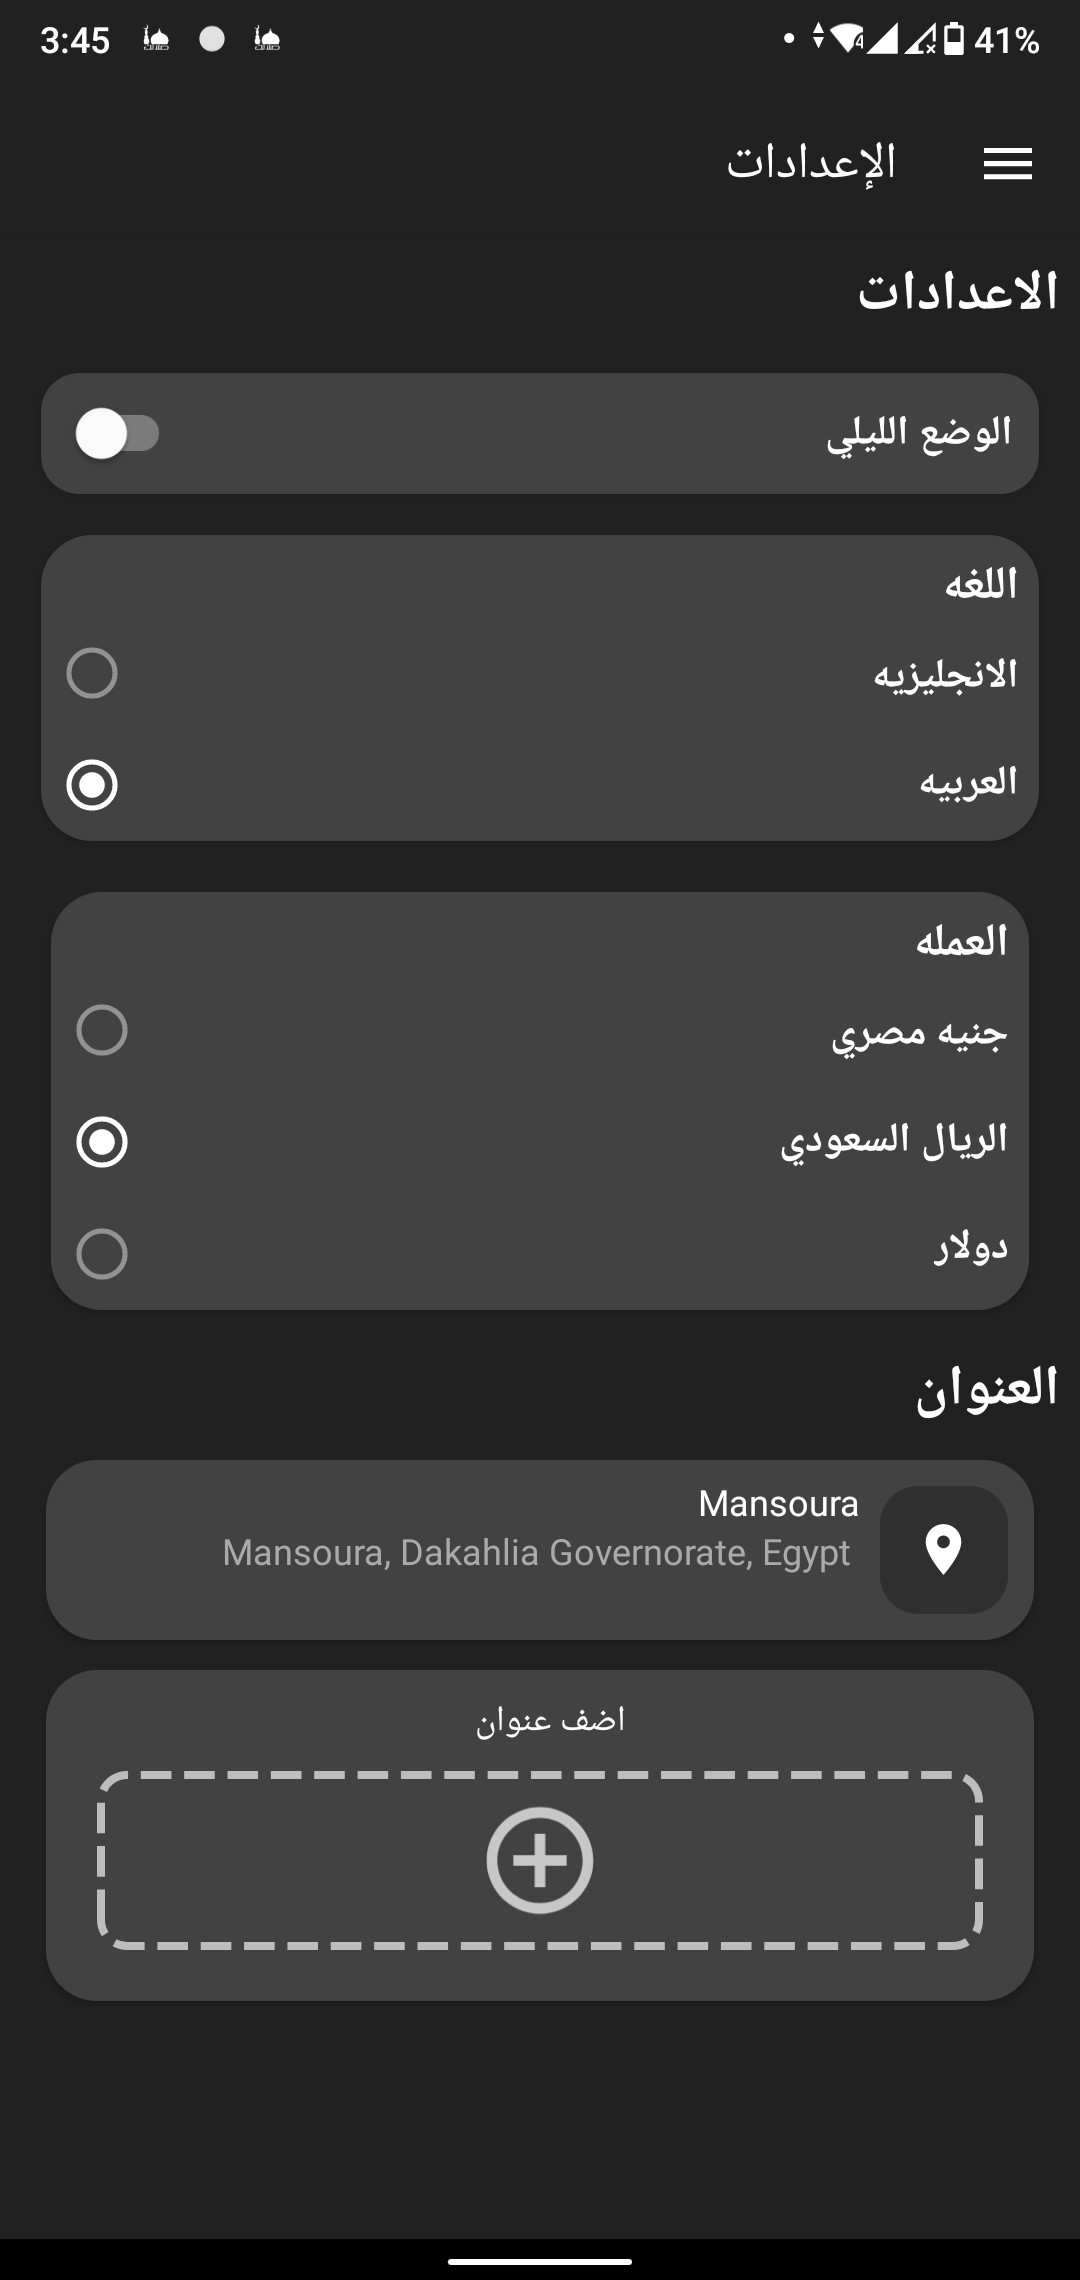 3:45
41%
الإعدادات
الاعدادات
الوضع الليلي
اللغه
الانجليزيه
العربيه
العمله
جنيه مصري
الريال السعودي
دولار
العنوان
Mansoura
Mansoura, Dakahlia Governorate, Egypt
اضف عنوان